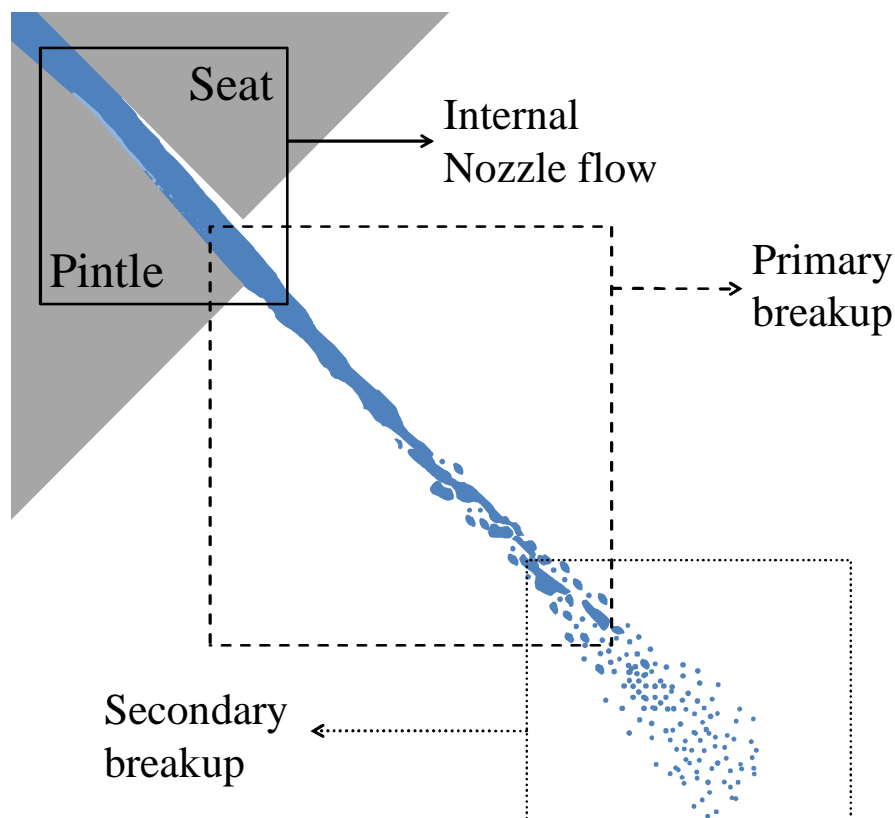 Seat
Internal
Nozzle flow
Pintle
Primary
breakup
Secondary
breakup